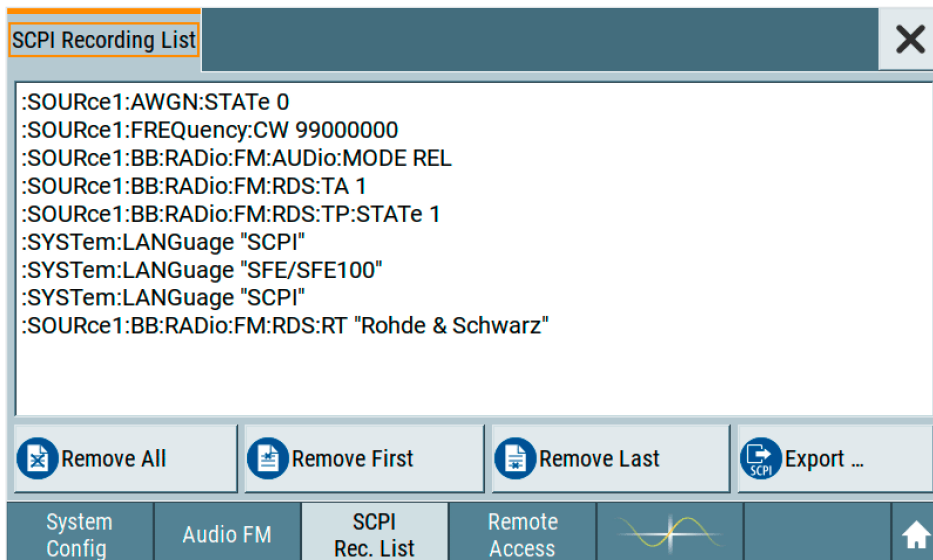 SCPI Recording List
:SOURce1:AWGN:STATe 0
:SOURce1:FREQuency:CW 99000000
:SOURce1:BB:RADio:FM:AUDio:MODE REL
:SOURce1:BB:RADio:FM:RDS:TA 1
:SOURce1:BB:RADio:FM:RDS:TP:STATe 1
:SYSTem:LANGuage "SCPI"
:SYSTem:LANGuage "SFE/SFE100"
:SYSTem:LANGuage "SCPI"
:SOURce1:BB:RADio:FM:RDS:RT "Rohde & Schwarz"
Remove All
Remove First
Remove Last
SCPI
Export ...
System
Config
Audio FM
SCPI
Rec. List
Remote
Access